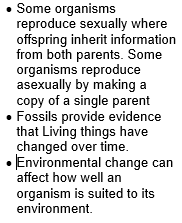 • Some organisms
reproduce sexually where
offspring inherit information
from both parents. Some
organisms reproduce
asexually by making a
copy of a single parent
• Fossils provide evidence
that Living things have
changed over time.
• Environmental change can
affect how well an
organism is suited to its
environment.